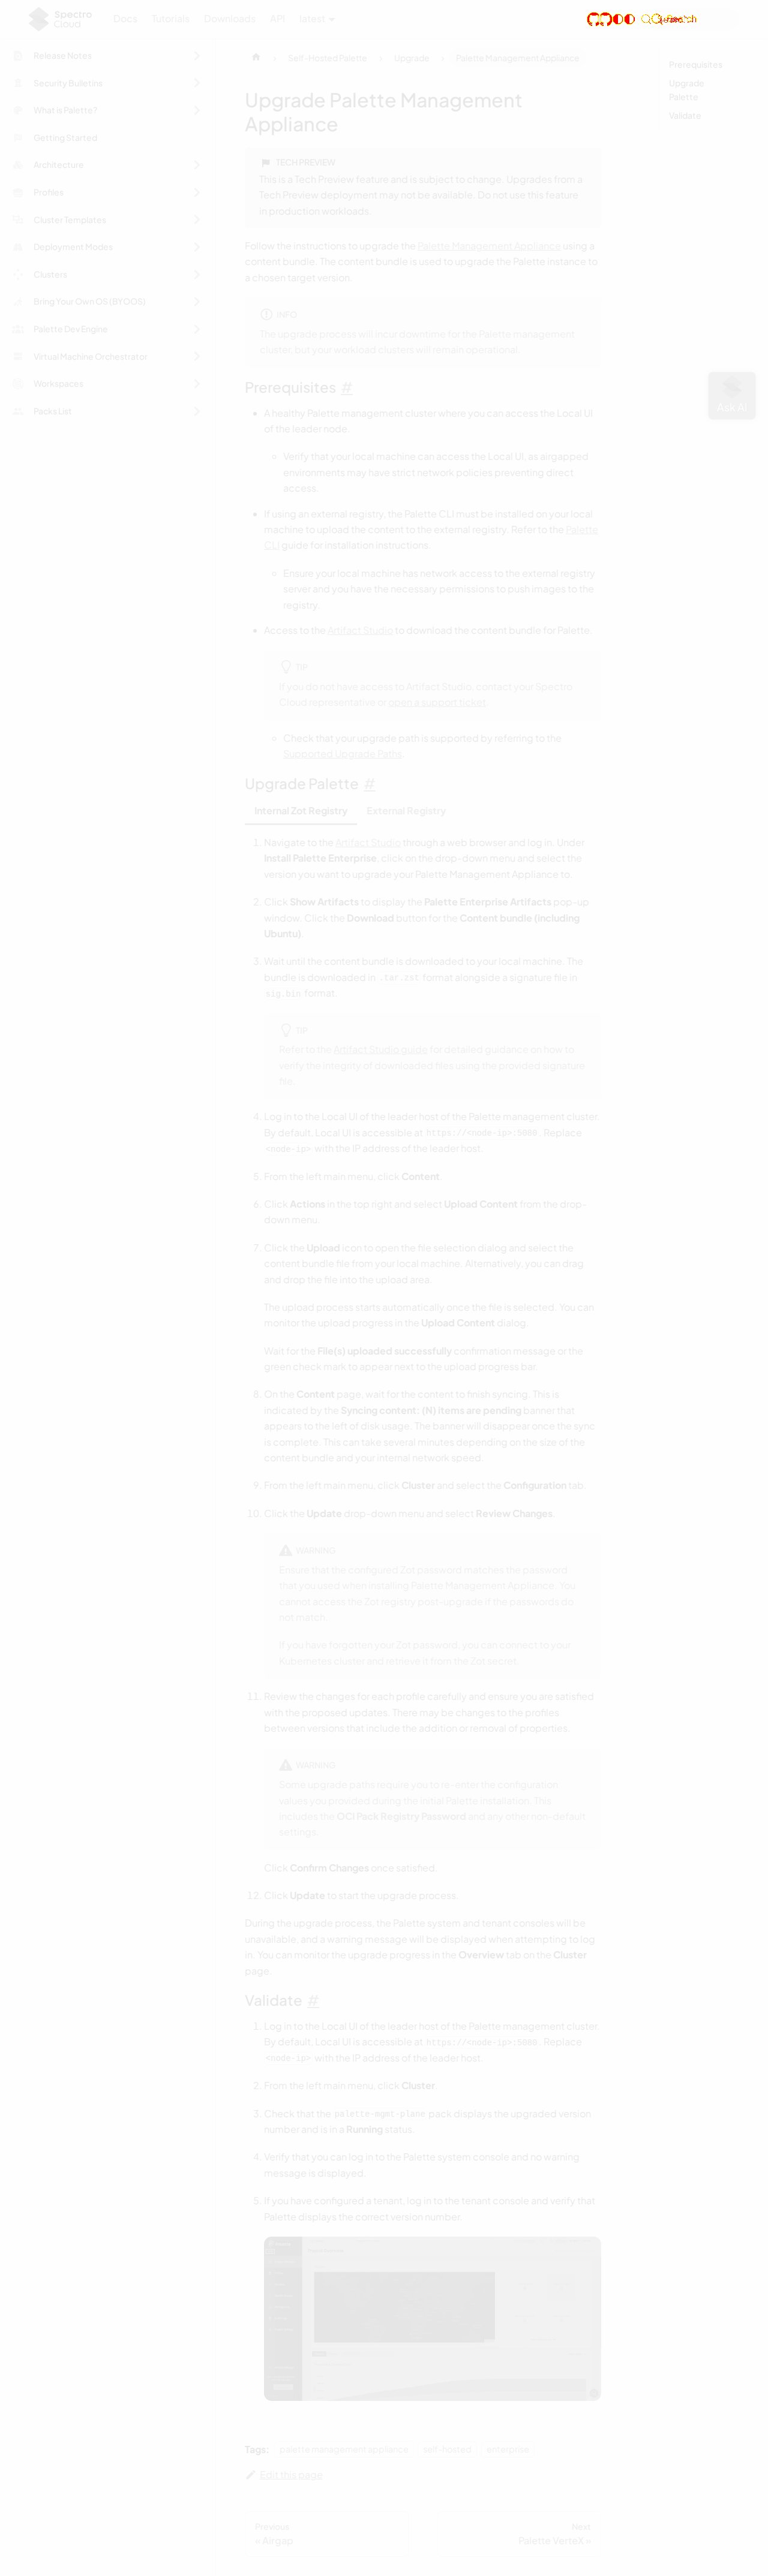 Spectro
Cloud
Docs
Tutorials
Downloads
API
latest
Release Notes
Security Bulletins
What is Palette?
Getting Started
Architecture
Profiles
Cluster Templates
Deployment Modes
Clusters
Bring Your Own OS (BYOOS)
Palette Dev Engine
Virtual Machine Orchestrator
Workspaces
Packs List
Self-Hosted Palette
Upgrade
Palette Management Appliance
Prerequisites
Upgrade
Palette
Validate
Upgrade Palette Management
Appliance
TECH PREVIEW
This is a Tech Preview feature and is subject to change. Upgrades from a
Tech Preview deployment may not be available. Do not use this feature
in production workloads.
Follow the instructions to upgrade the Palette Management Appliance using a
content bundle. The content bundle is used to upgrade the Palette instance to
a chosen target version.
INFO
The upgrade process will incur downtime for the Palette management
cluster, but your workload clusters will remain operational.
Ask AI
Prerequisites #
A healthy Palette management cluster where you can access the Local UI
of the leader node.
Verify that your local machine can access the Local UI, as airgapped
environments may have strict network policies preventing direct
access.
If using an external registry, the Palette CLI must be installed on your local
machine to upload the content to the external registry. Refer to the Palette
CLI guide for installation instructions.
Ensure your local machine has network access to the external registry
server and you have the necessary permissions to push images to the
registry.
Access to the Artifact Studio to download the content bundle for Palette.
TIP
If you do not have access to Artifact Studio, contact your Spectro
Cloud representative or open a support ticket.
Check that your upgrade path is supported by referring to the
Supported Upgrade Paths.
Upgrade Palette #
Internal Zot Registry
External Registry
1. Navigate to the Artifact Studio through a web browser and log in. Under
Install Palette Enterprise, click on the drop-down menu and select the
version you want to upgrade your Palette Management Appliance to.
2. Click Show Artifacts to display the Palette Enterprise Artifacts pop-up
window. Click the Download button for the Content bundle (including
Ubuntu).
3. Wait until the content bundle is downloaded to your local machine. The
bundle is downloaded in .tar.zst format alongside a signature file in
sig.bin format.
TIP
Refer to the Artifact Studio guide for detailed guidance on how to
verify the integrity of downloaded files using the provided signature
file.
4. Log in to the Local UI of the leader host of the Palette management cluster.
By default, Local UI is accessible at https://<node-ip>:5080. Replace
<node-ip> with the IP address of the leader host.
5. From the left main menu, click Content.
6. Click Actions in the top right and select Upload Content from the drop-
down menu.
7. Click the Upload icon to open the file selection dialog and select the
content bundle file from your local machine. Alternatively, you can drag
and drop the file into the upload area.
The upload process starts automatically once the file is selected. You can
monitor the upload progress in the Upload Content dialog.
Wait for the File(s) uploaded successfully confirmation message or the
green check mark to appear next to the upload progress bar.
8. On the Content page, wait for the content to finish syncing. This is
indicated by the Syncing content: (N) items are pending banner that
appears to the left of disk usage. The banner will disappear once the sync
is complete. This can take several minutes depending on the size of the
content bundle and your internal network speed.
9. From the left main menu, click Cluster and select the Configuration tab.
10. Click the Update drop-down menu and select Review Changes.
WARNING
Ensure that the configured Zot password matches the password
that you used when installing Palette Management Appliance. You
cannot access the Zot registry post-upgrade if the passwords do
not match.
If you have forgotten your Zot password, you can connect to your
Kubernetes cluster and retrieve it from the Zot secret.
11. Review the changes for each profile carefully and ensure you are satisfied
with the proposed updates. There may be changes to the profiles
between versions that include the addition or removal of properties.
WARNING
Some upgrade paths require you to re-enter the configuration
values you provided during the initial Palette installation. This
includes the OCI Pack Registry Password and any other non-default
settings.
Click Confirm Changes once satisfied.
12. Click Update to start the upgrade process.
During the upgrade process, the Palette system and tenant consoles will be
unavailable, and a warning message will be displayed when attempting to log
in. You can monitor the upgrade progress in the Overview tab on the Cluster
page.
Validate #
1. Log in to the Local UI of the leader host of the Palette management cluster.
By default, Local UI is accessible at https://<node-ip>:5080. Replace
<node-ip> with the IP address of the leader host.
2. From the left main menu, click Cluster.
3. Check that the palette-mgmt-plane pack displays the upgraded version
number and is in a Running status.
4. Verify that you can log in to the Palette system console and no warning
message is displayed.
5. If you have configured a tenant, log in to the tenant console and verify that
Palette displays the correct version number.
Tags:
palette management appliance
self-hosted
enterprise
Edit this page
Previous
« Airgap
Next
Palette VerteX »